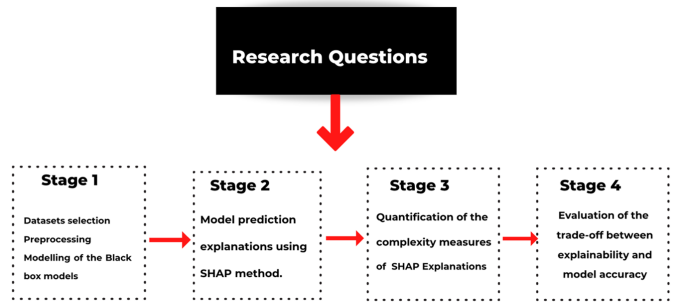 Research Questions
Stage 1
Datasets selection
Preprocessing
Modelling of the Black
box models
Stage 2
Model prediction
explanations using
SHAP method.
Stage 3
Quantification of the
complexity measures
of SHAP Explanations
Stage 4
Evaluation of the
trade-off between
explainability and
model accuracy